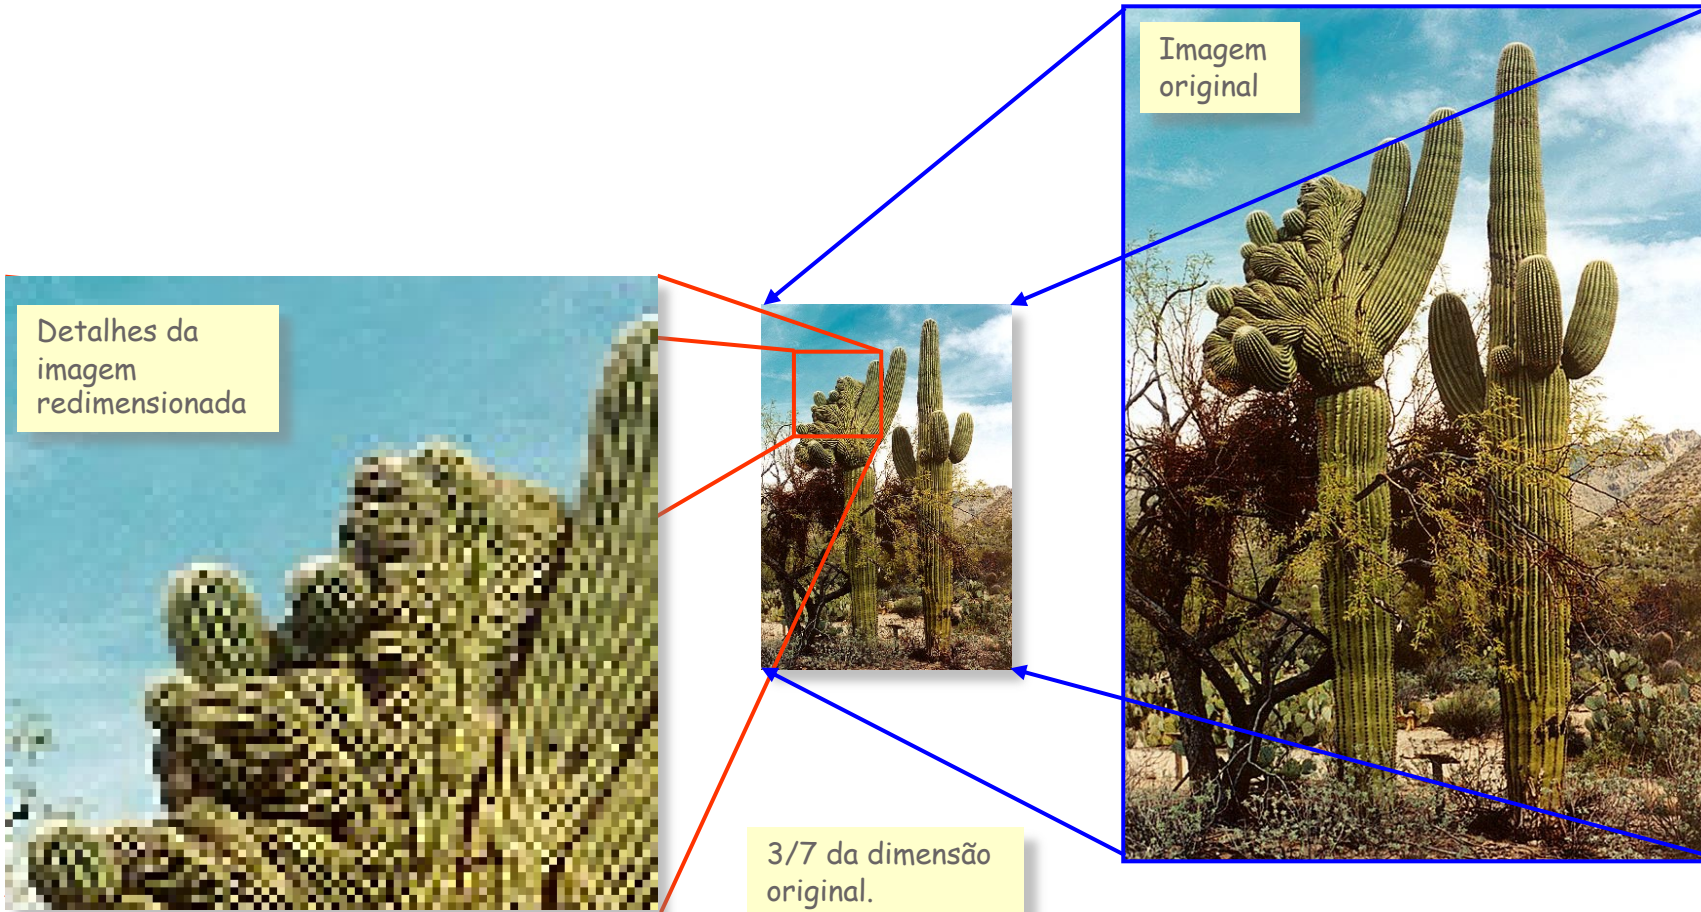 Imagem
original
Detalhes da
imagem
redimensionada
3/7 da dimensão
original.